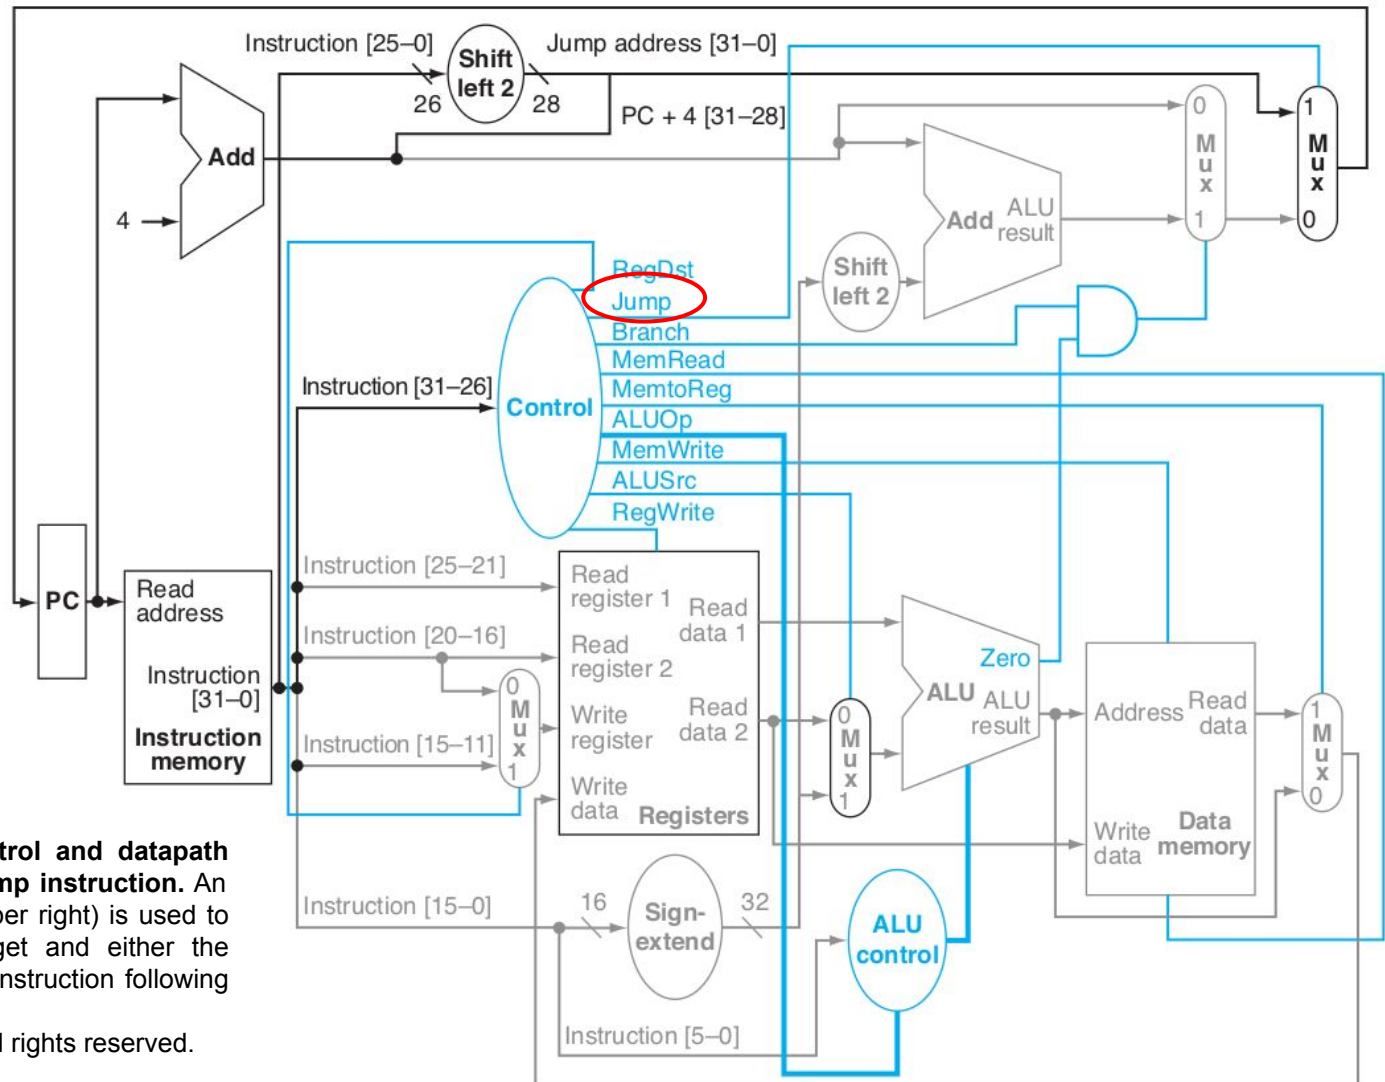 Instruction [25–0]
Shift
left 2
Jump address [31–0]
26
28
PC + 4 [31–28]
Add
4
0
M
u
x
1
1
M
u
x
0
Add
ALU
result
Shift
left 2
RegDst
Jump
Branch
MemRead
MemtoReg
ALUOp
MemWrite
ALUSrc
RegWrite
Instruction [31–26]
Control
PC
Read
address
Instruction
[31–0]
Instruction
memory
Instruction [25–21]
Instruction [20–16]
Instruction [15–11]
0
M
u
x
1
Read
register 1
Read
register 2
Write
register
Write
data
Read
data 1
Read
data 2
Registers
0
M
u
x
1
Zero
ALU
ALU
result
Address
Read
data
Write
data
Data
memory
1
M
u
x
0
Instruction [15–0]
16
Sign-
extend
32
ALU
control
Instruction [5–0]
trol and datapath
mp instruction. An
per right) is used to
get and either the
nstruction following
l rights reserved.